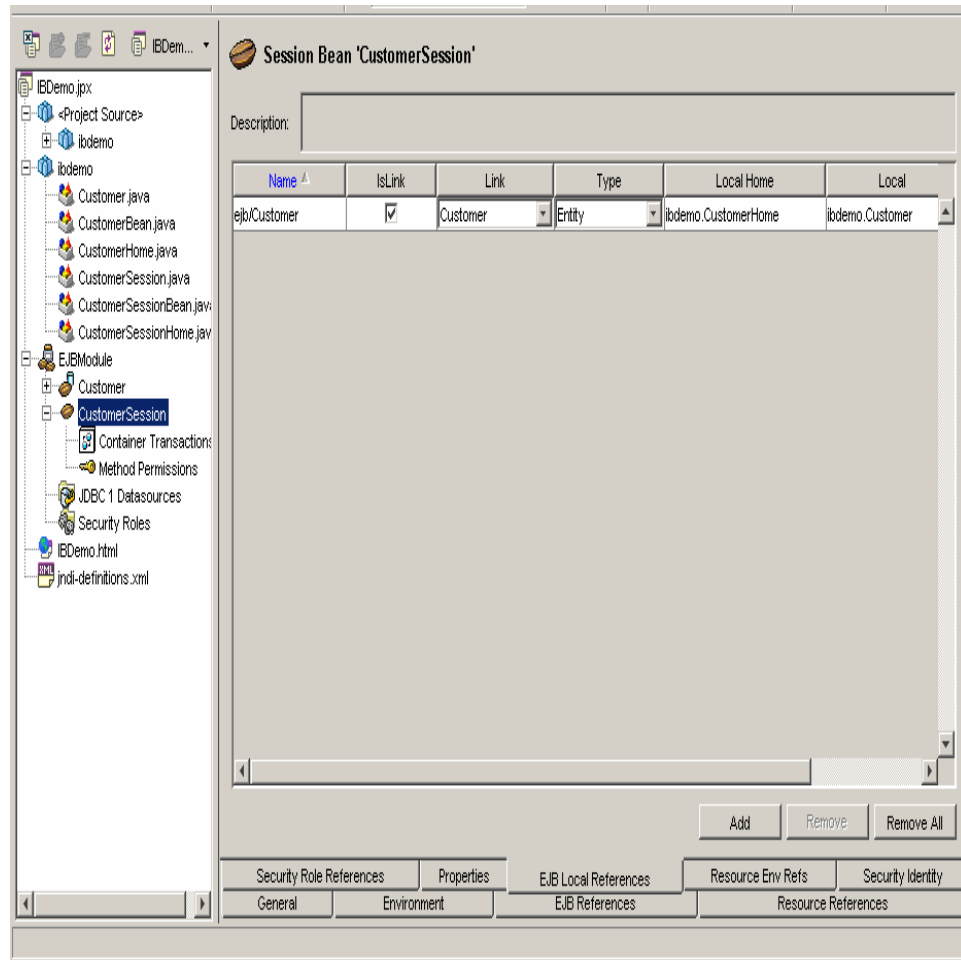 IBDem...
Session Bean 'CustomerSession'
IBDemo.jpx
<Project Source>
ibdemo
ibdemo
Customer.java
CustomerBean.java
CustomerHome.java
CustomerSession.java
CustomerSessionBean.java
CustomerSessionHome.jav
EJBModule
Customer
CustomerSession
Container Transactions
Method Permissions
JDBC 1 Datasources
Security Roles
IBDemo.html
jndi-definitions.xml
Description:
Name IsLink Link Type Local Home Local
ejb/Customer Customer Entity ibdemo.CustomerHome ibdemo.Customer
Add Remove Remove All
Security Role References Properties EJB Local References Resource Env Refs Security Identity
General Environment EJB References Resource References